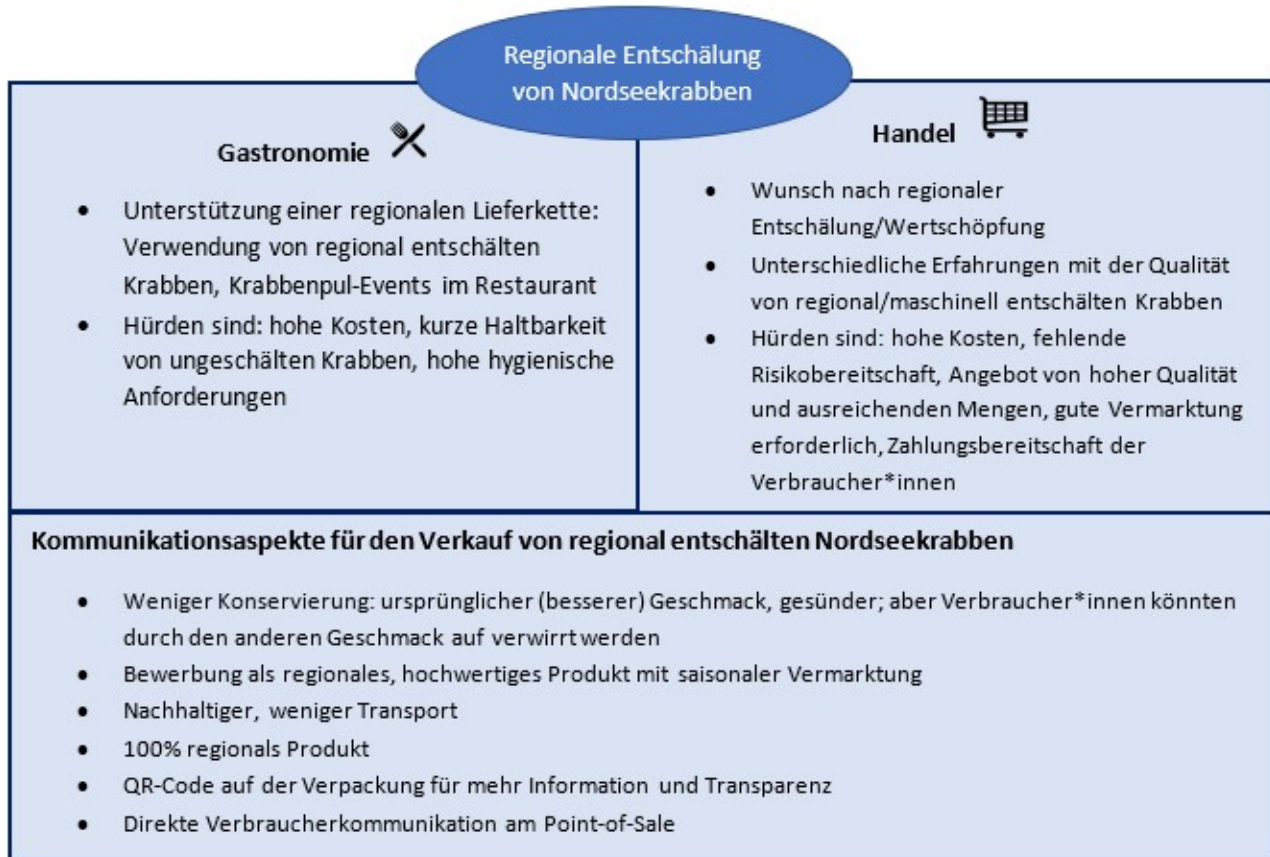 Regionale Entschälung
von Nordseekrabben
Gastronomie
• Unterstützung einer regionalen Lieferkette:
Verwendung von regional entschälten
Krabben, Krabbenpul-Events im Restaurant
• Hürden sind: hohe Kosten, kurze Haltbarkeit
von ungeschälten Krabben, hohe hygienische
Anforderungen
Handel
• Wunsch nach regionaler
Entschälung/Wertschöpfung
• Unterschiedliche Erfahrungen mit der Qualität
von regional/maschinell entschälten Krabben
• Hürden sind: hohe Kosten, fehlende
Risikobereitschaft, Angebot von hoher Qualität
und ausreichenden Mengen, gute Vermarktung
erforderlich, Zahlungsbereitschaft der
Verbraucher*innen
Kommunikationsaspekte für den Verkauf von regional entschälten Nordseekrabben
• Weniger Konservierung: ursprünglicher (besserer) Geschmack, gesünder; aber Verbraucher*innen könnten
durch den anderen Geschmack auf verwirrt werden
• Bewerbung als regionales, hochwertiges Produkt mit saisonaler Vermarktung
• Nachhaltiger, weniger Transport
• 100% regionals Produkt
• QR-Code auf der Verpackung für mehr Information und Transparenz
• Direkte Verbraucherkommunikation am Point-of-Sale